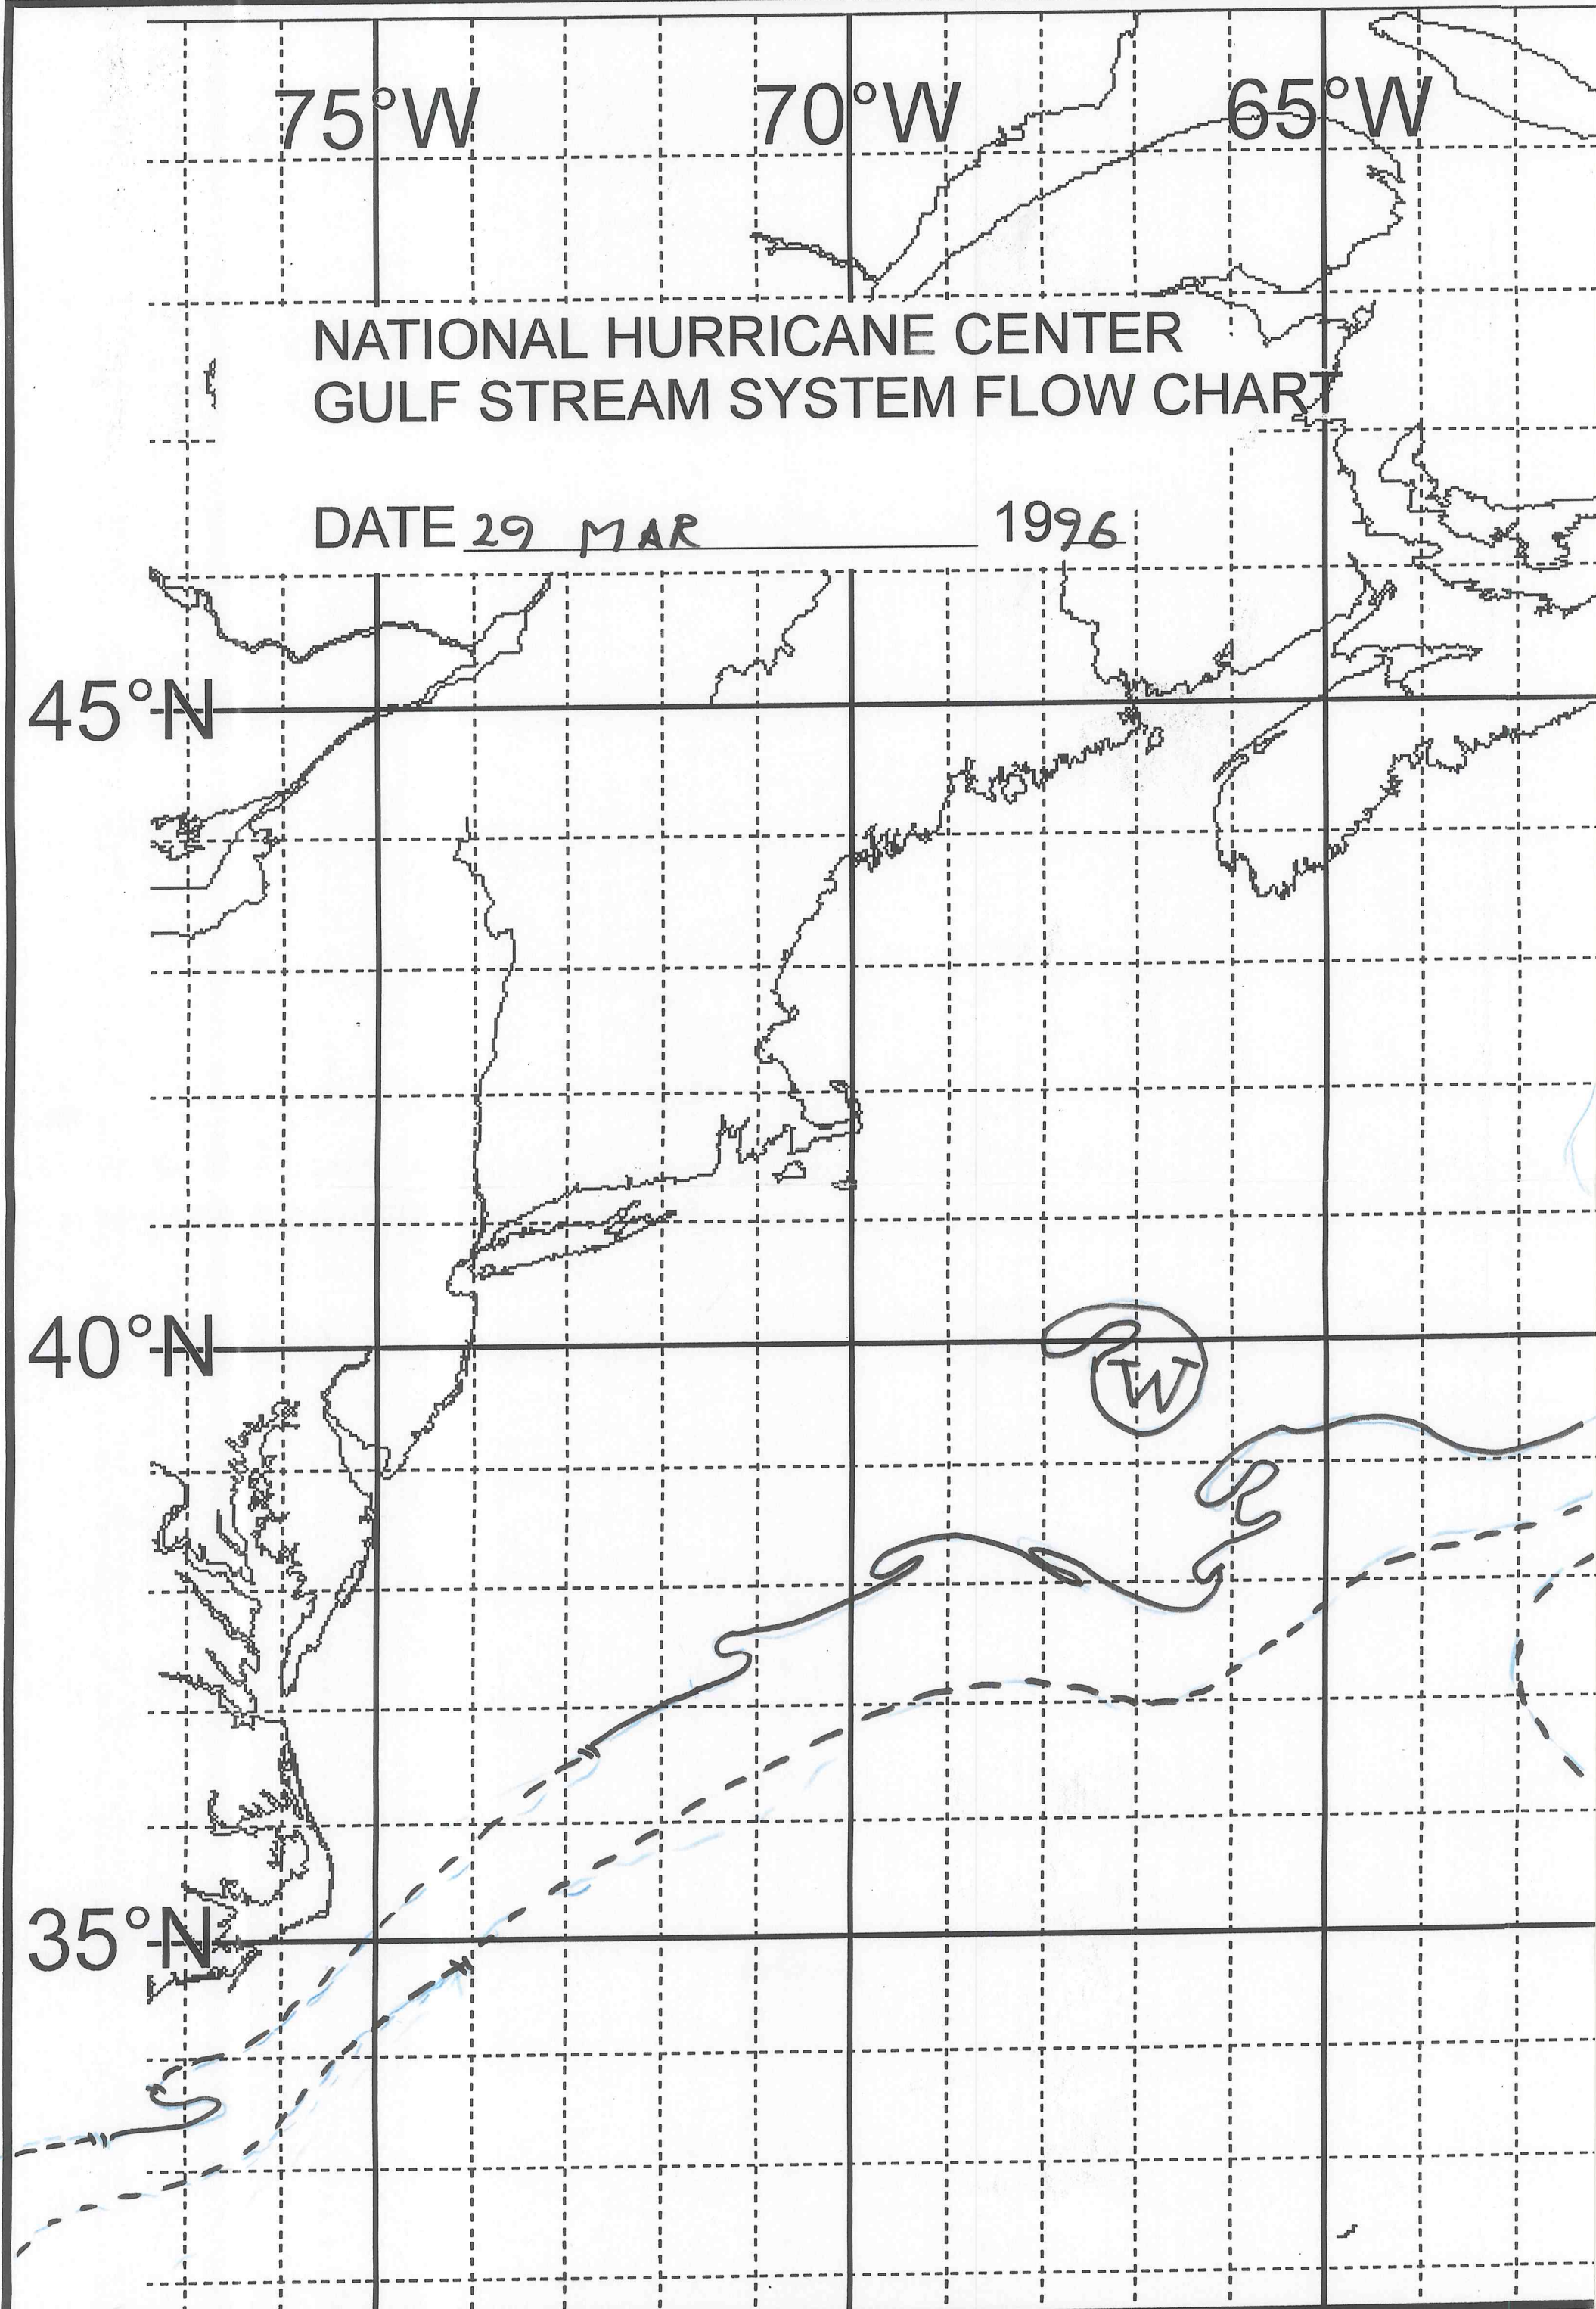 75°W 70°W 65°W
NATIONAL HURRICANE CENTER
GULF STREAM SYSTEM FLOW CHART
DATE 29 MAR 1996
45°N
40°N
W
35°N